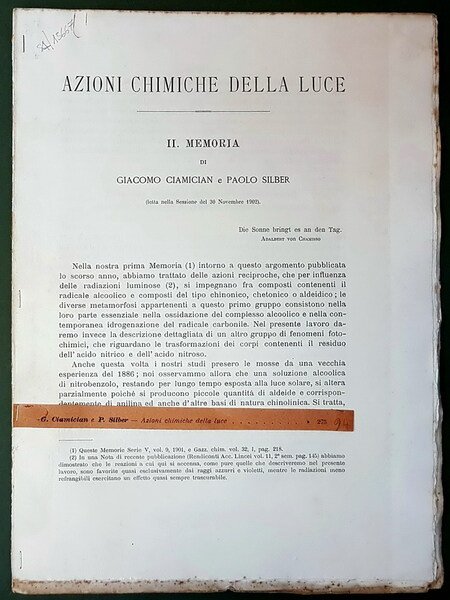 AZIONI CHIMICHE DELLA LUCE
II. MEMORIA
DI
GIACOMO CIAMICIAN e PAOLO SILBER
(letta nella Sessione del 30 Novembre 1902).
Die Sonne bringt es an den Tag.
ADALBERT VON CHAMISSO
Nella nostra prima Memoria (1) intorno a questo argomento pubblicata
lo scorso anno, abbiamo trattato delle azioni reciproche, che per influenza
delle radiazioni luminose (2), si impegnano fra composti contenenti il
radicale alcoolico e composti del tipo chinonico, chetonico o aldeidico; le
diverse metamorfosi appartenenti a questo primo gruppo consistono nella
loro parte essenziale nella ossidazione del complesso alcoolico e nella con-
temporanea idrogenazione del radicale carbonile. Nel presente lavoro da-
remo invece la descrizione dettagliata di un altro gruppo di fenomeni foto-
chimici, che riguardano le trasformazioni dei corpi contenenti il residuo
dell'acido nitrico e dell'acido nitroso.
Anche questa volta i nostri studi presero le mosse da una vecchia
esperienza del 1886; noi osservammo allora che una soluzione alcoolica
di nitrobenzolo, restando per lungo tempo esposta alla luce solare, si altera
parzialmente poiché si producono piccole quantità di aldeide e corrispon-
dentemente di anilina ed anche d'altre basi di natura chinolinica. Si tratta,
Ciamician e P. Silber — Azioni chimiche della luce . . . . . . . . » 275
(1) Queste Memorie Serie V, vol. 9, 1901, e Gazz. chim. vol. 32, I, pag. 218.
(2) In una Nota di recente pubblicazione (Rendiconti Acc. Lincei vol. 11, 2° sem. pag. 145) abbiamo
dimostrato che le reazioni a cui qui si accenna, come pure quelle che descriveremo nel presente
lavoro, sono favorite quasi esclusivamente dai raggi azzurri e violetti, mentre le radiazioni meno
refrangibili esercitano un effetto quasi sempre trascurabile.